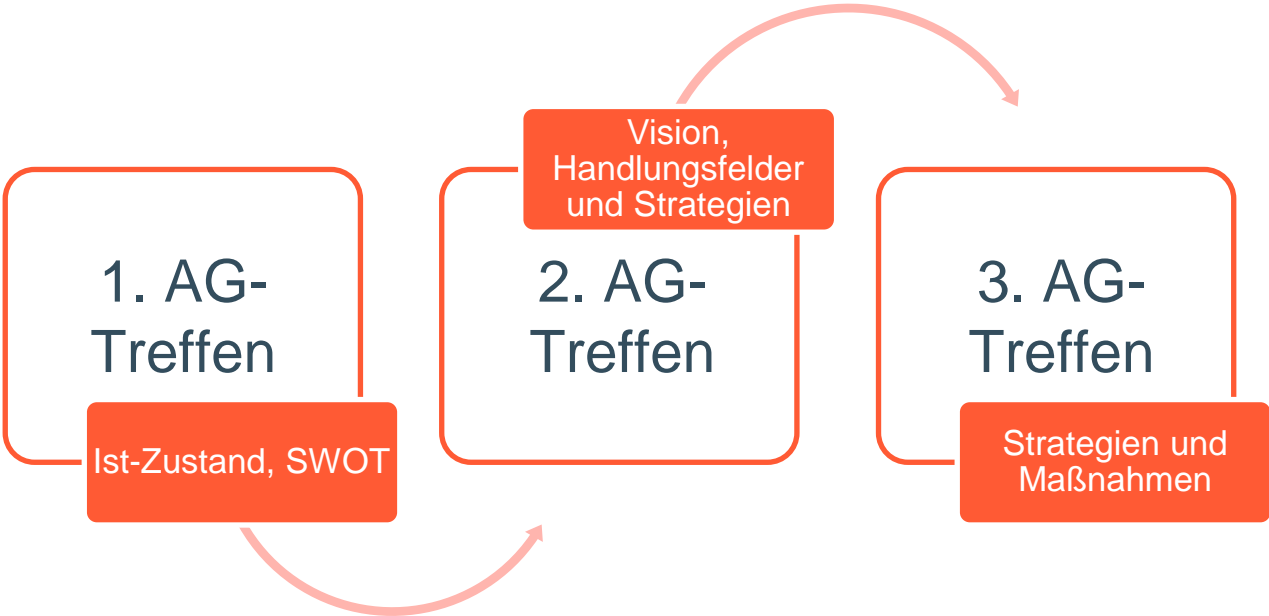 1. AG-
Treffen
Ist-Zustand, SWOT
Vision,
Handlungsfelder
und Strategien
2. AG-
Treffen
3. AG-
Treffen
Strategien und
Maßnahmen